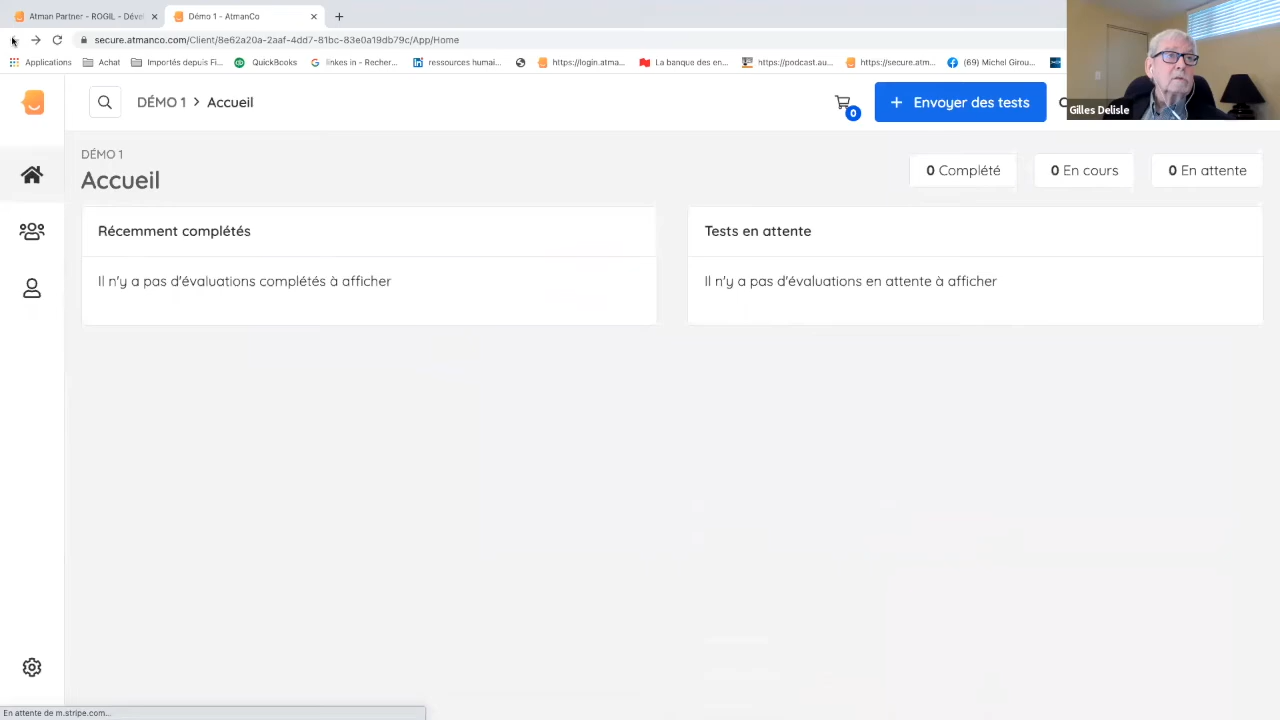 Atman Partner - ROGIL - Déve
Démo 1 - AtmanCo
secure.atmanco.com/Client/8e62a20a-2aaf-4dd7-81bc-83e0a19db79c/App/Home
Applications
Achat
Importés depuis Fi...
QuickBooks
linkes in - Recher...
ressources humai...
https://login.atma...
La banque des en...
https://podcast.au...
https://secure.atm...
(69) Michel Girou...
Gilles Delisle
DÉMO 1 > Accueil
0
+ Envoyer des tests
DÉMO 1
Accueil
0 Complété
0 En cours
0 En attente
Récemment complétés
Il n'y a pas d'évaluations complétés à afficher
Tests en attente
Il n'y a pas d'évaluations en attente à afficher
En attente de m.stripe.com...